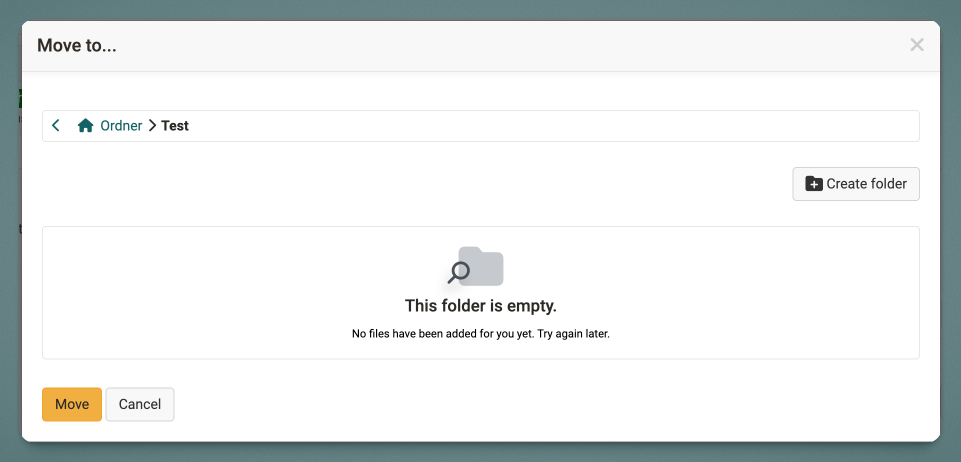 Move to...
Ordner Test
Create folder
This folder is empty.
No files have been added for you yet. Try again later.
Move Cancel